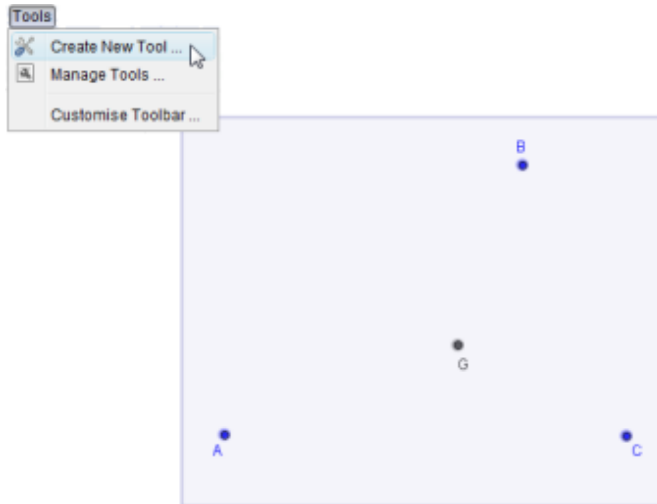 Tools
Create New Tool ...
Manage Tools ...
Customise Toolbar ...
B
G
A
C